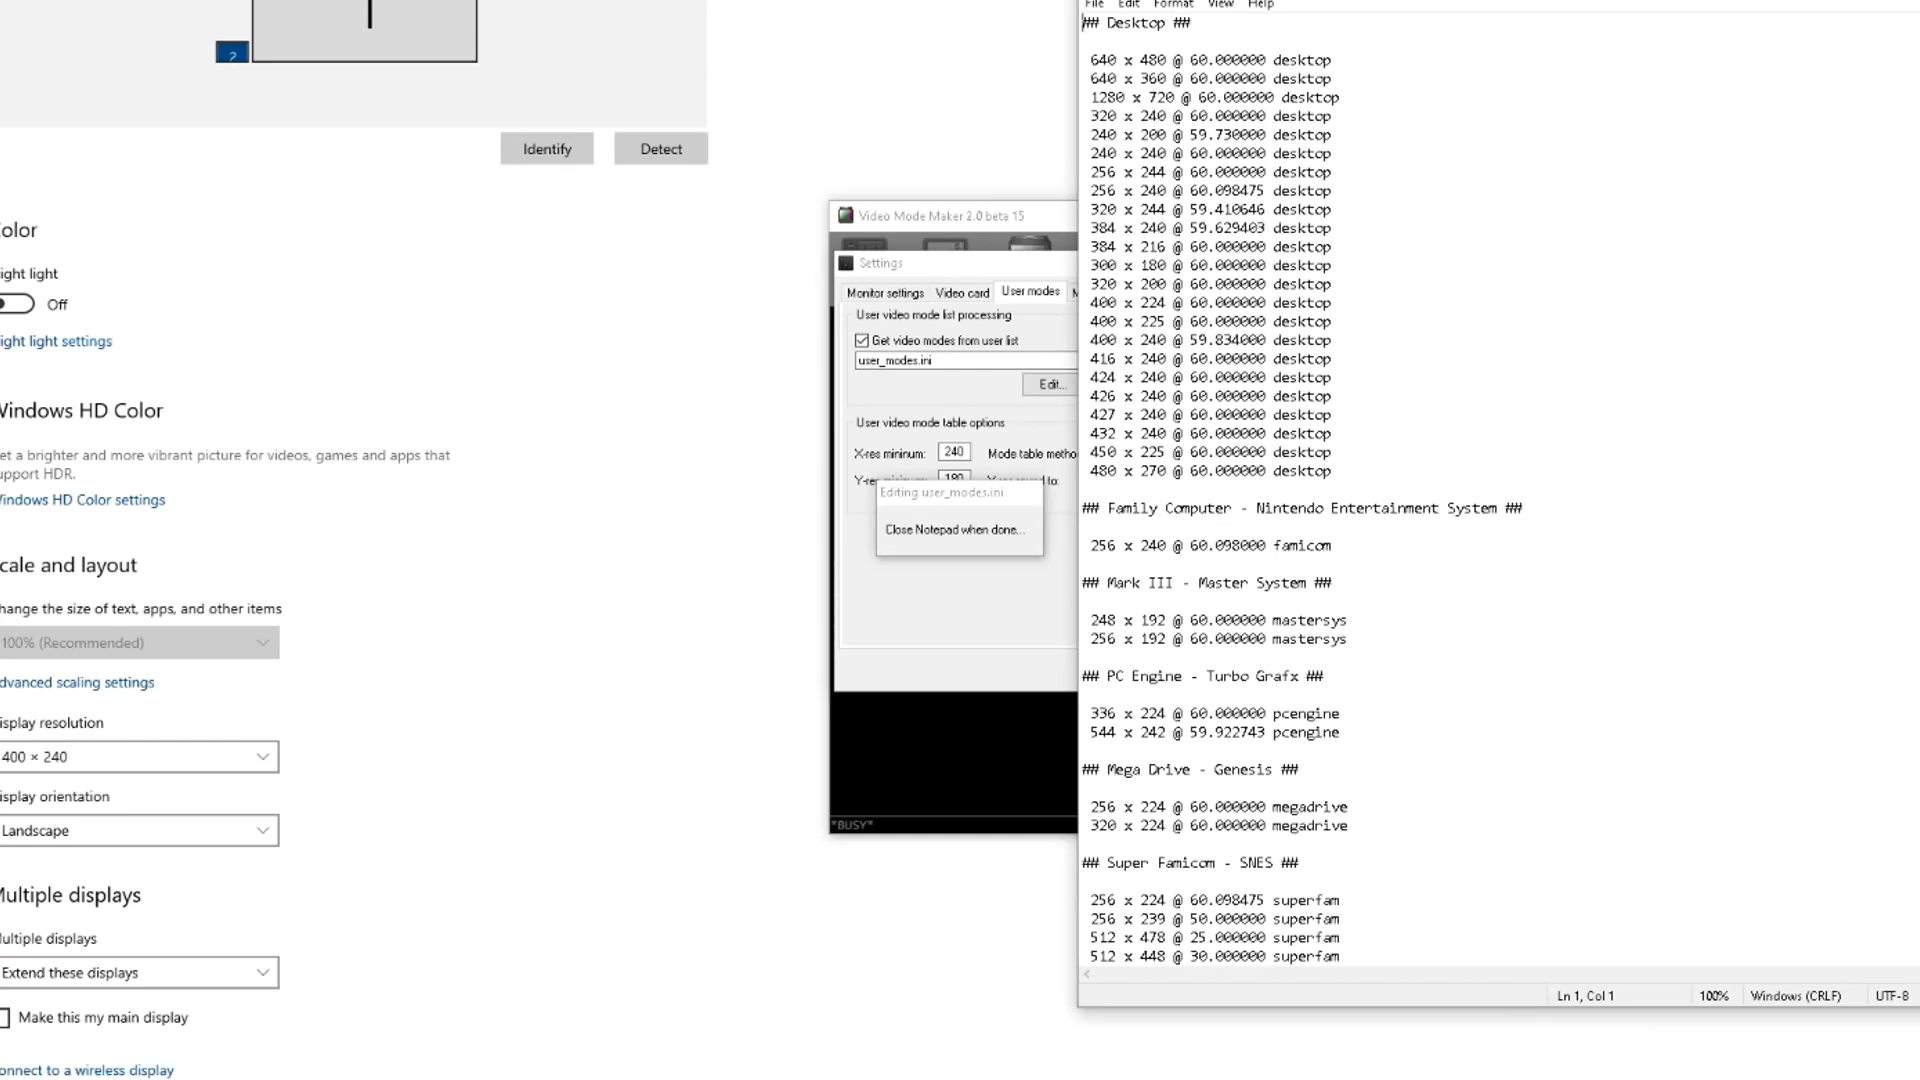 2
Identify
Detect
olor
ight light
Off
ight light settings
Windows HD Color
et a brighter and more vibrant picture for videos, games and apps that
upport HDR.
Windows HD Color settings
cale and layout
hange the size of text, apps, and other items
100% (Recommended)
dvanced scaling settings
isplay resolution
400 × 240
isplay orientation
Landscape
Multiple displays
ultiple displays
Extend these displays
Make this my main display
onnect to a wireless display
Video Mode Maker 2.0 beta 15
Settings
Monitor settings Video card User modes M
User video mode list processing
Get video modes from user list
user_modes.ini
Edit...
User video mode table options
X-res mininum: 240 Mode table metho
Editing user_modes.ini
Close Notepad when done...
*BUSY*
File Edit Format View Help
## Desktop ##
640 x 480 @ 60.000000 desktop
640 x 360 @ 60.000000 desktop
1280 x 720 @ 60.000000 desktop
320 x 240 @ 60.000000 desktop
240 x 200 @ 59.730000 desktop
240 x 240 @ 60.000000 desktop
256 x 244 @ 60.000000 desktop
256 x 240 @ 60.098475 desktop
320 x 244 @ 59.410646 desktop
384 x 240 @ 59.629403 desktop
384 x 216 @ 60.000000 desktop
300 x 180 @ 60.000000 desktop
320 x 200 @ 60.000000 desktop
400 x 224 @ 60.000000 desktop
400 x 225 @ 60.000000 desktop
400 x 240 @ 59.834000 desktop
416 x 240 @ 60.000000 desktop
424 x 240 @ 60.000000 desktop
426 x 240 @ 60.000000 desktop
427 x 240 @ 60.000000 desktop
432 x 240 @ 60.000000 desktop
450 x 225 @ 60.000000 desktop
480 x 270 @ 60.000000 desktop
## Family Computer - Nintendo Entertainment System ##
256 x 240 @ 60.098000 famicom
## Mark III - Master System ##
248 x 192 @ 60.000000 mastersys
256 x 192 @ 60.000000 mastersys
## PC Engine - Turbo Grafx ##
336 x 224 @ 60.000000 pcengine
544 x 242 @ 59.922743 pcengine
## Mega Drive - Genesis ##
256 x 224 @ 60.000000 megadrive
320 x 224 @ 60.000000 megadrive
## Super Famicom - SNES ##
256 x 224 @ 60.098475 superfam
256 x 239 @ 50.000000 superfam
512 x 478 @ 25.000000 superfam
512 x 448 @ 30.000000 superfam
Ln 1, Col 1
100%
Windows (CRLF)
UTF-8